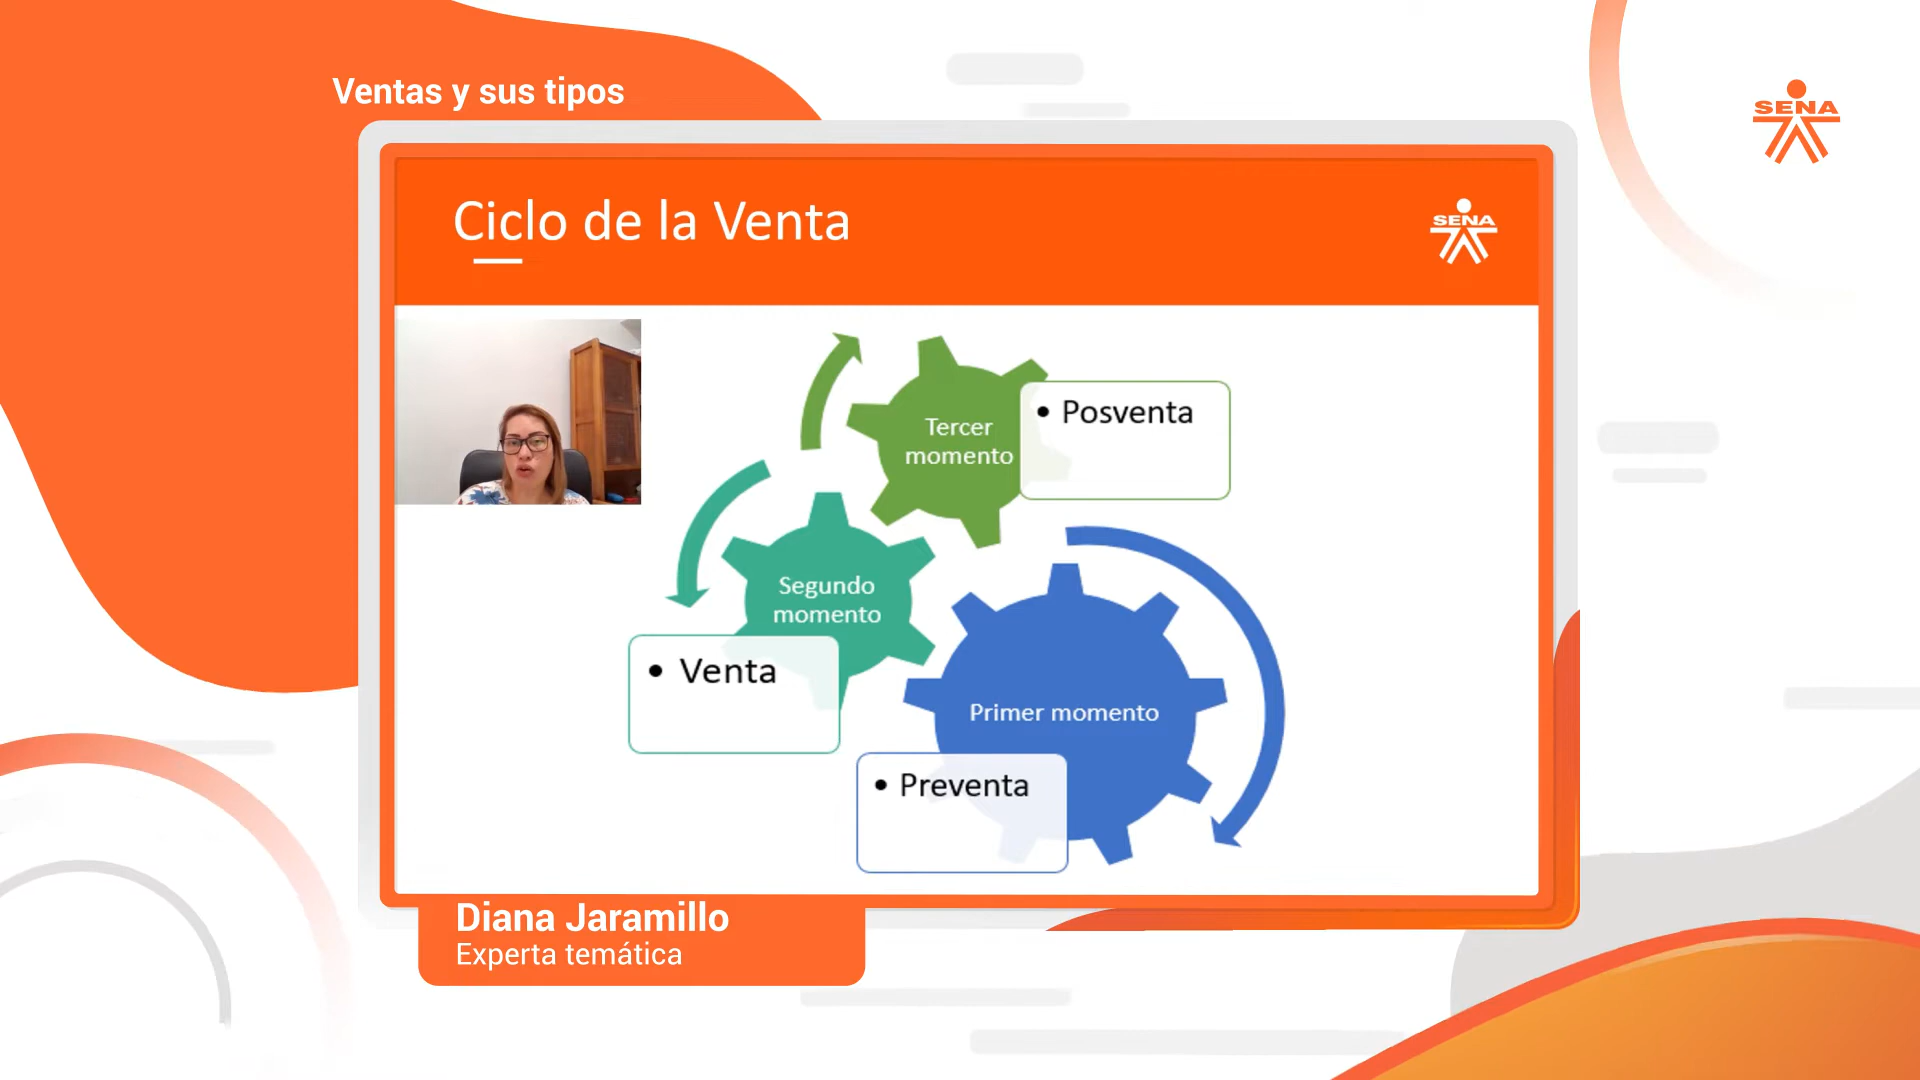 Ventas y sus tipos
SENA
Ciclo de la Venta
SENA
Tercer
momento
• Posventa
Segundo
momento
• Venta
Primer momento
• Preventa
Diana Jaramillo
Experta temática